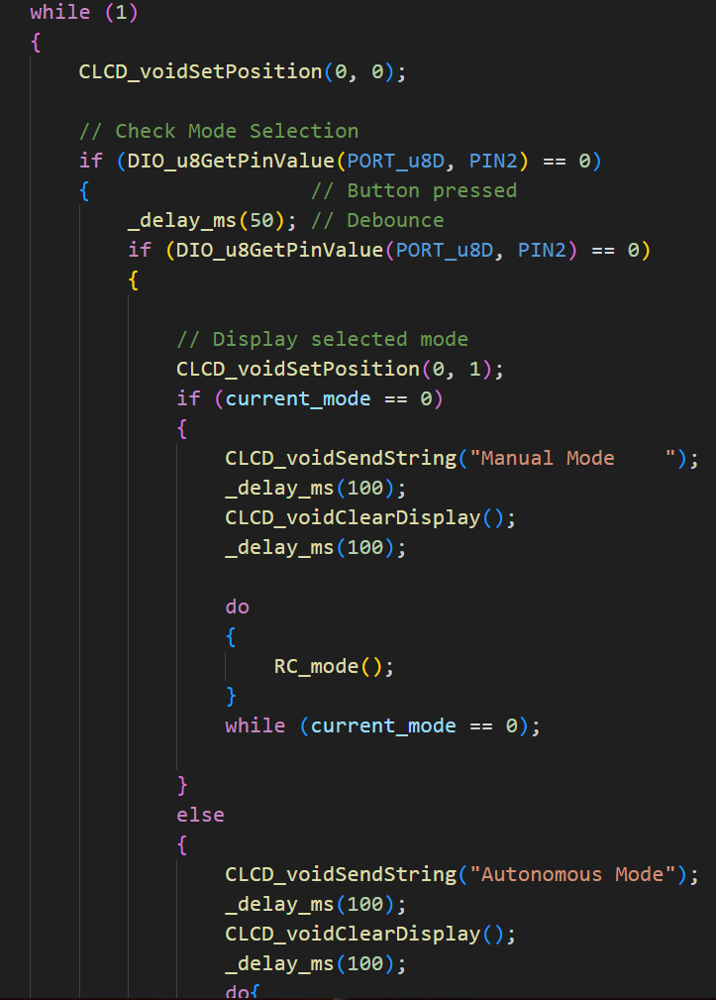 while (1)
{
CLCD_voidSetPosition(0, 0);
// Check Mode Selection
if (DIO_u8GetPinValue(PORT_u8D, PIN2) == 0)
{ // Button pressed
_delay_ms(50); // Debounce
if (DIO_u8GetPinValue(PORT_u8D, PIN2) == 0)
{
// Display selected mode
CLCD_voidSetPosition(0, 1);
if (current_mode == 0)
{
CLCD_voidSendString("Manual Mode    ");
_delay_ms(100);
CLCD_voidClearDisplay();
_delay_ms(100);
do
{
RC_mode();
}
while (current_mode == 0);
}
else
{
CLCD_voidSendString("Autonomous Mode");
_delay_ms(100);
CLCD_voidClearDisplay();
_delay_ms(100);
do{